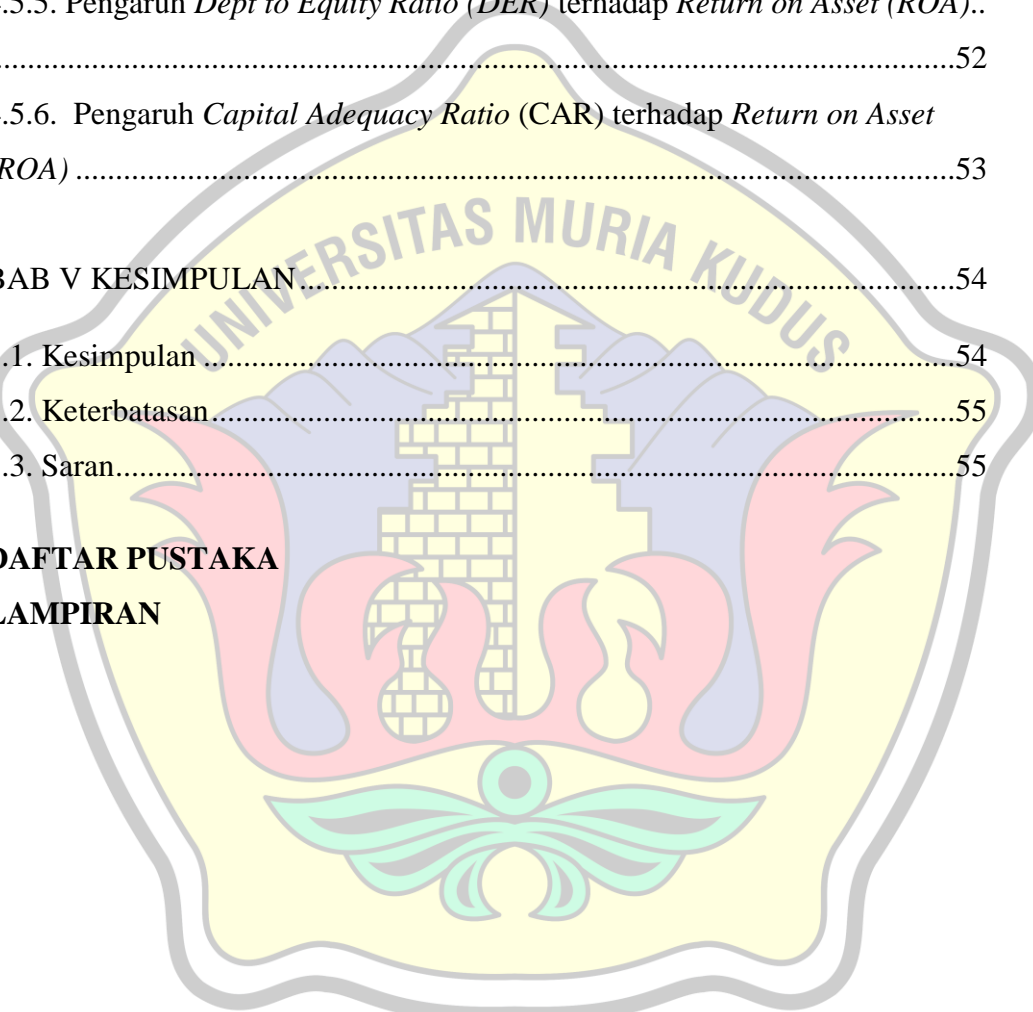 .5.5. Pengaruh Dept to Equity Ratio (DER) terhadap Return on Asset (ROA)..
..............................................................................................................52
.5.6. Pengaruh Capital Adequacy Ratio (CAR) terhadap Return on Asset
ROA) ..............................................................................................................53
UNIVERSITAS MURIA KUDUS
BAB V KESIMPULAN..................................................................................54
.1. Kesimpulan ..............................................................................................54
.2. Keterbatasan.............................................................................................55
.3. Saran.........................................................................................................55
DAFTAR PUSTAKA
LAMPIRAN